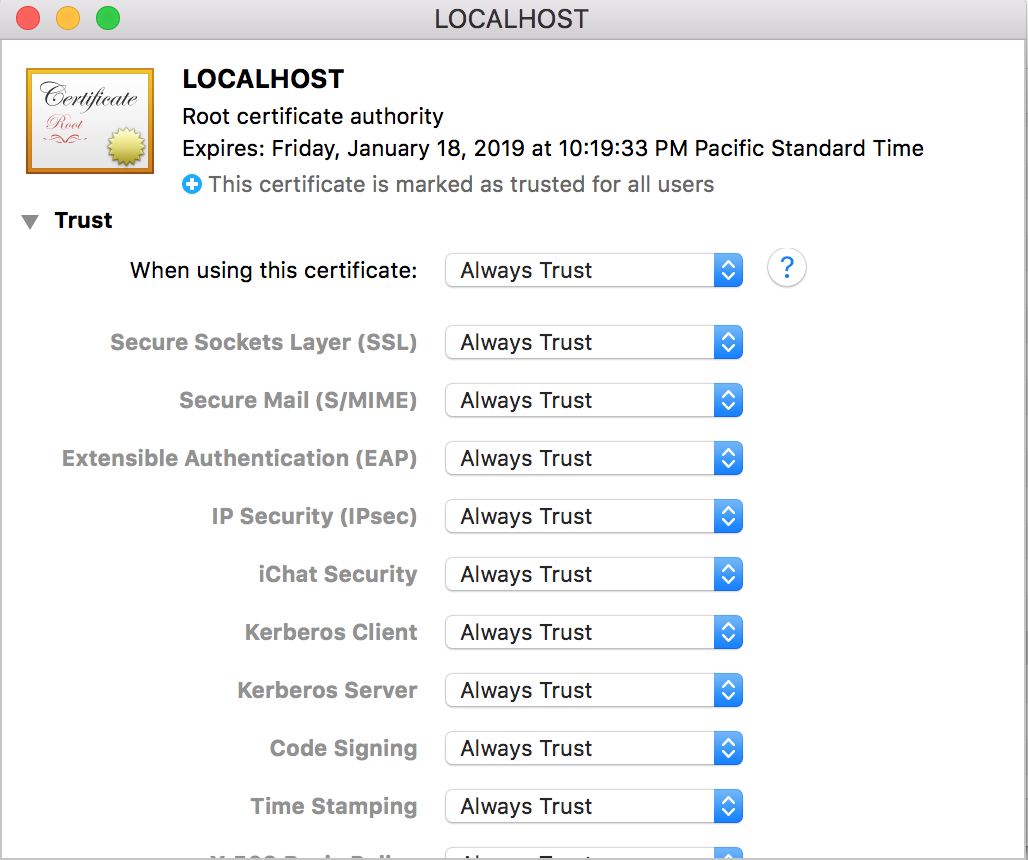 LOCALHOST
Certificate
Root
LOCALHOST
Root certificate authority
Expires: Friday, January 18, 2019 at 10:19:33 PM Pacific Standard Time
This certificate is marked as trusted for all users
Trust
When using this certificate: Always Trust ?
Secure Sockets Layer (SSL) Always Trust
Secure Mail (S/MIME) Always Trust
Extensible Authentication (EAP) Always Trust
IP Security (IPsec) Always Trust
iChat Security Always Trust
Kerberos Client Always Trust
Kerberos Server Always Trust
Code Signing Always Trust
Time Stamping Always Trust